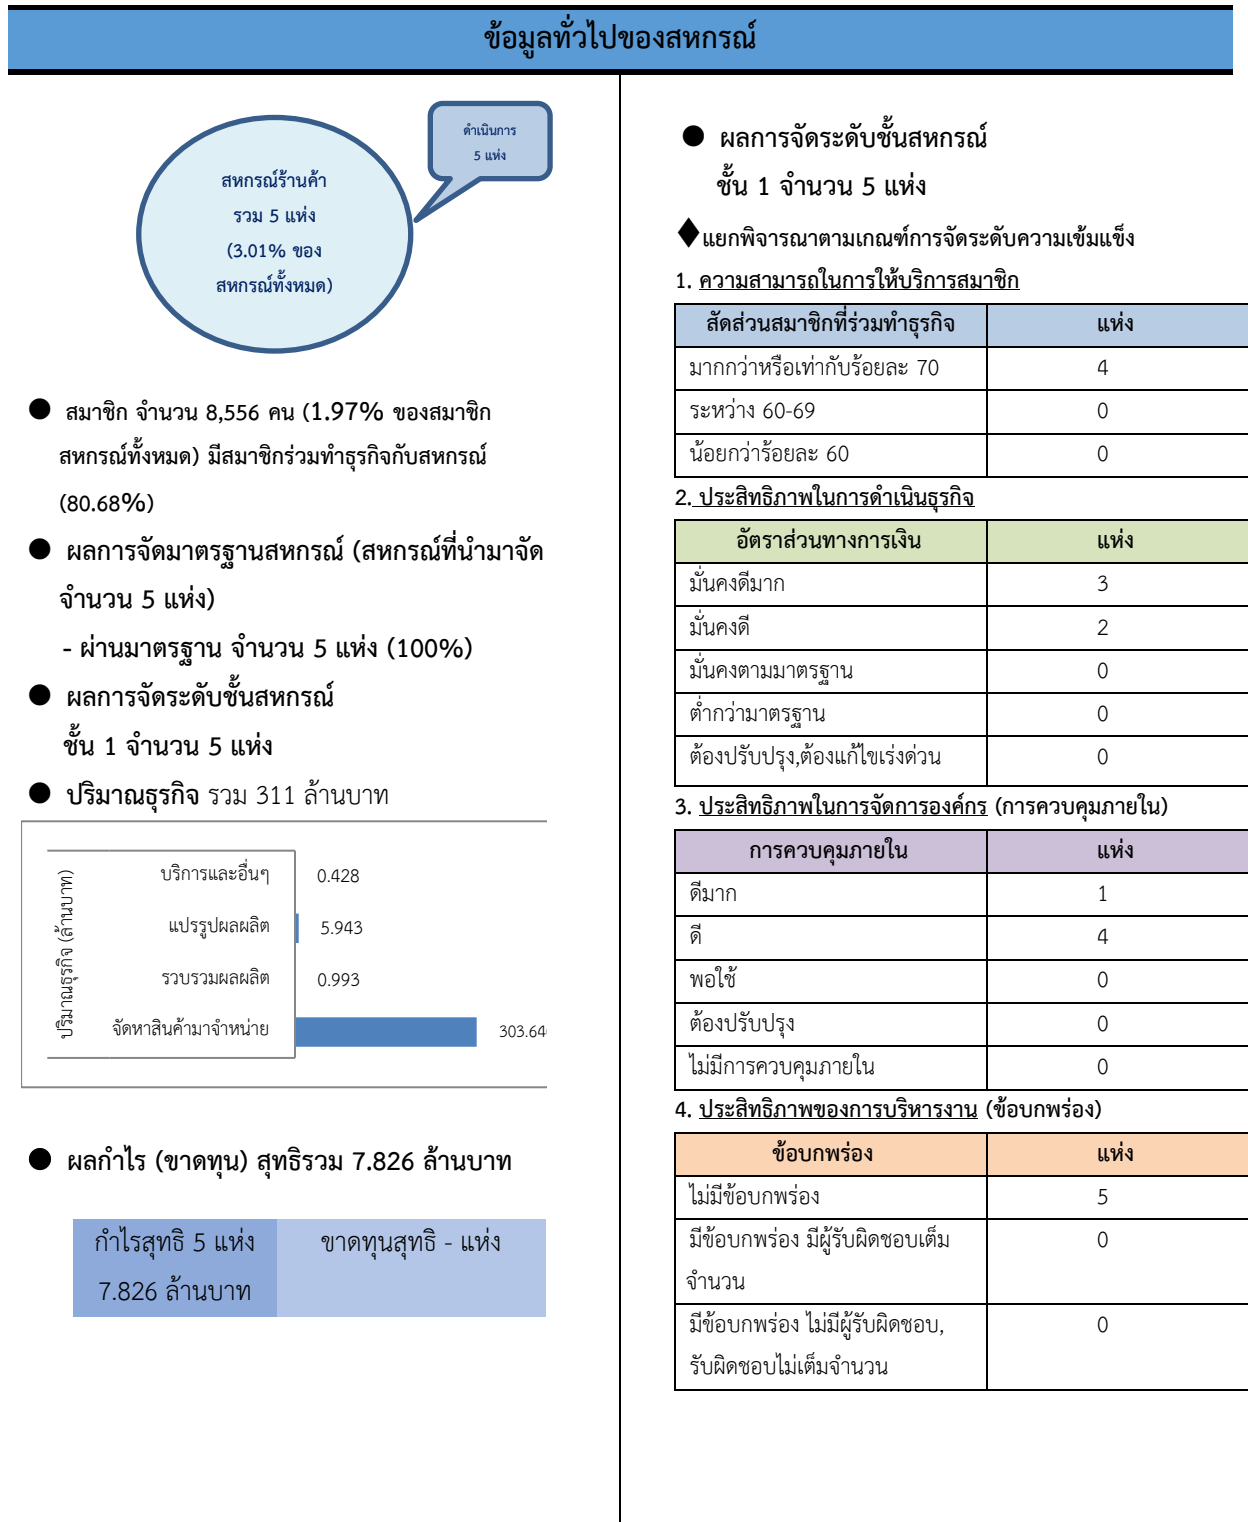 ข้อมูลทั่วไปของสหกรณ์
ดำเนินการ
5 แห่ง
สหกรณ์ร้านค้า
รวม 5 แห่ง
(3.01% ของ
สหกรณ์ทั้งหมด)
● สมาชิก จำนวน 8,556 คน (1.97% ของสมาชิก
สหกรณ์ทั้งหมด) มีสมาชิกร่วมทำธุรกิจกับสหกรณ์
(80.68%)
● ผลการจัดมาตรฐานสหกรณ์ (สหกรณ์ที่นำมาจัด
จำนวน 5 แห่ง)
- ผ่านมาตรฐาน จำนวน 5 แห่ง (100%)
● ผลการจัดระดับชั้นสหกรณ์
ชั้น 1 จำนวน 5 แห่ง
● ปริมาณธุรกิจ รวม 311 ล้านบาท
ปริมาณธุรกิจ (ล้านบาท)
บริการและอื่นๆ 0.428
แปรรูปผลผลิต 5.943
รวบรวมผลผลิต 0.993
จัดหาสินค้ามาจำหน่าย 303.64
● ผลกำไร (ขาดทุน) สุทธิรวม 7.826 ล้านบาท
กำไรสุทธิ 5 แห่ง ขาดทุนสุทธิ - แห่ง
7.826 ล้านบาท
● ผลการจัดระดับชั้นสหกรณ์
ชั้น 1 จำนวน 5 แห่ง
♦แยกพิจารณาตามเกณฑ์การจัดระดับความเข้มแข็ง
1. ความสามารถในการให้บริการสมาชิก
สัดส่วนสมาชิกที่ร่วมทำธุรกิจ แห่ง
มากกว่าหรือเท่ากับร้อยละ 70 4
ระหว่าง 60-69 0
น้อยกว่าร้อยละ 60 0
2. ประสิทธิภาพในการดำเนินธุรกิจ
อัตราส่วนทางการเงิน แห่ง
มั่นคงดีมาก 3
มั่นคงดี 2
มั่นคงตามมาตรฐาน 0
ต่ำกว่ามาตรฐาน 0
ต้องปรับปรุง,ต้องแก้ไขเร่งด่วน 0
3. ประสิทธิภาพในการจัดการองค์กร (การควบคุมภายใน)
การควบคุมภายใน แห่ง
ดีมาก 1
ดี 4
พอใช้ 0
ต้องปรับปรุง 0
ไม่มีการควบคุมภายใน 0
4. ประสิทธิภาพของการบริหารงาน (ข้อบกพร่อง)
ข้อบกพร่อง แห่ง
ไม่มีข้อบกพร่อง 5
มีข้อบกพร่อง มีผู้รับผิดชอบเต็ม 0
จำนวน
มีข้อบกพร่อง ไม่มีผู้รับผิดชอบ, 0
รับผิดชอบไม่เต็มจำนวน